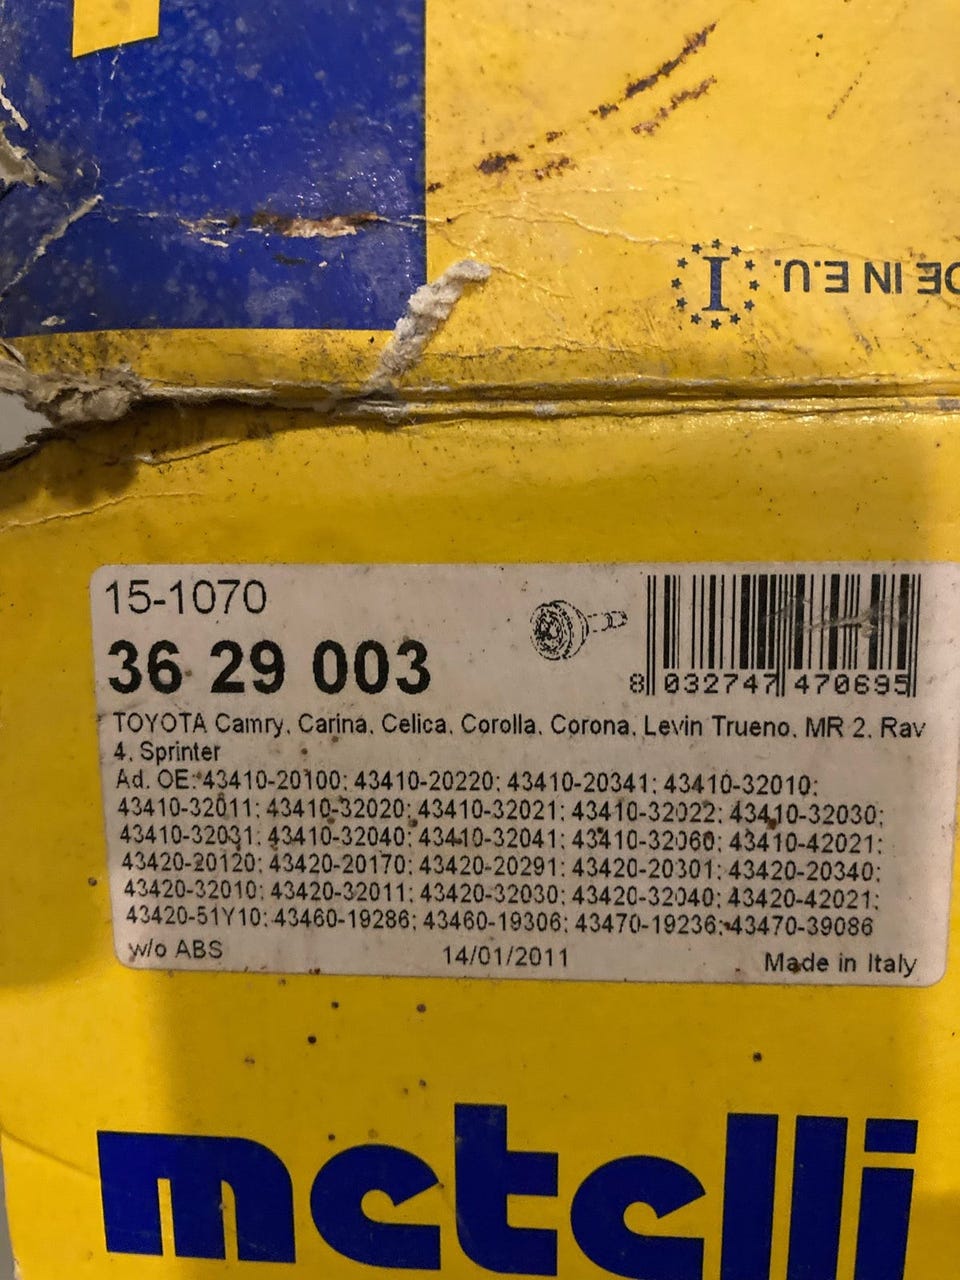 DE IN E.U.
I
15-1070
36 29 003
8 032747 470695
TOYOTA Camry, Carina, Celica, Corolla, Corona, Levin Trueno, MR 2, Rav
4, Sprinter
Ad. OE: 43410-20100; 43410-20220; 43410-20341; 43410-32010;
43410-32011; 43410-32020; 43410-32021; 43410-32022; 43410-32030;
43410-32031; 43410-32040; 43410-32041; 43410-32060; 43410-42021;
43420-20120; 43420-20170; 43420-20291; 43420-20301; 43420-20340;
43420-32010; 43420-32011; 43420-32030; 43420-32040; 43420-42021;
43420-51Y10; 43460-19286; 43460-19306; 43470-19236; 43470-39086
w/o ABS 14/01/2011 Made in Italy
metelli